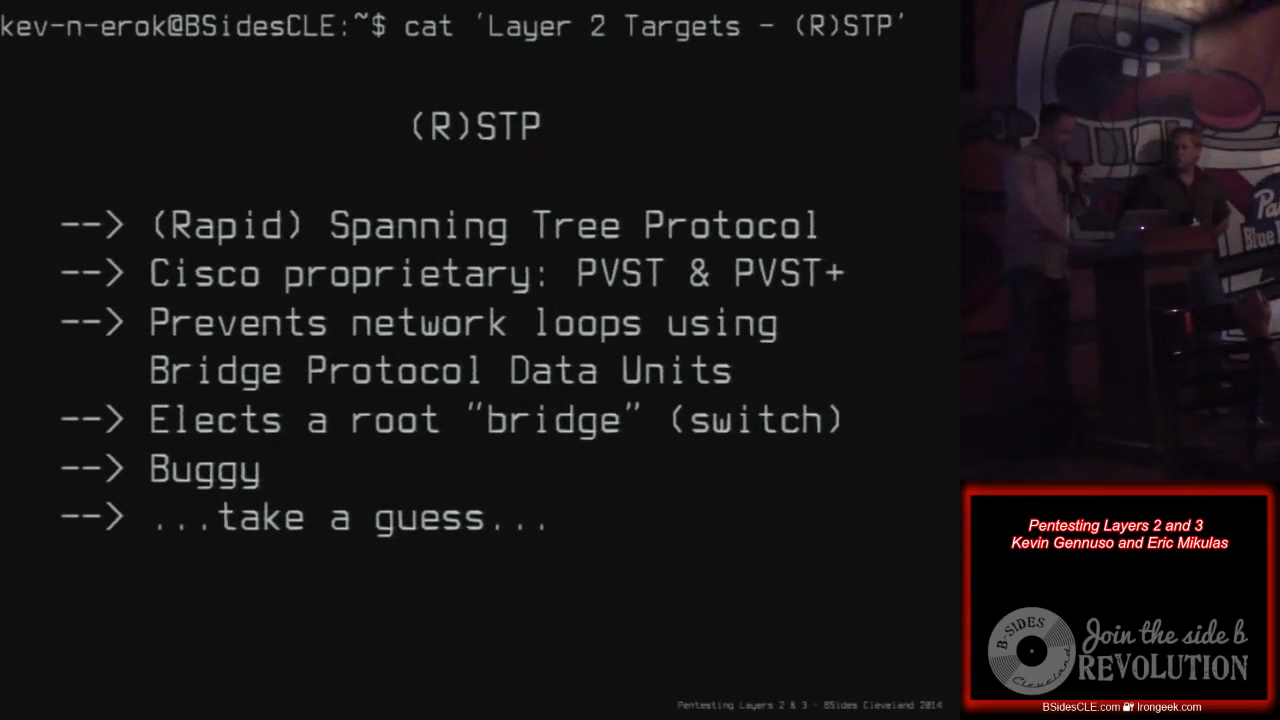 kev-n-erok@BSidesCLE:~$ cat 'Layer 2 Targets - (R)STP'
(R)STP
--> (Rapid) Spanning Tree Protocol
--> Cisco proprietary: PVST & PVST+
--> Prevents network loops using
Bridge Protocol Data Units
--> Elects a root "bridge" (switch)
--> Buggy
--> ...take a guess...
Pentesting Layers 2 & 3 - BSides Cleveland 2014
Blue
Pentesting Layers 2 and 3
Kevin Gennuso and Eric Mikulas
B-SIDES
Cleveland
Join the side b
REVOLUTION
BSidesCLE.com Irongeek.com